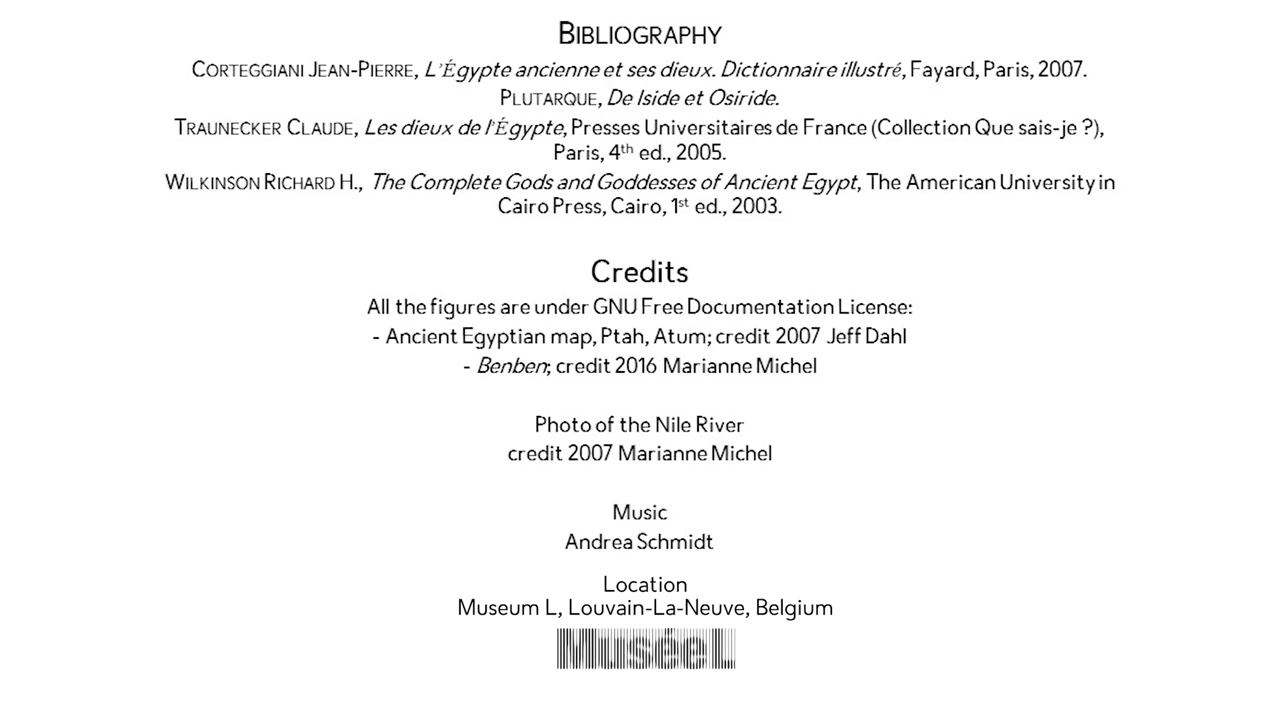 BIBLIOGRAPHY
CORTEGGIANI JEAN-PIERRE, L'Égypte ancienne et ses dieux. Dictionnaire illustré, Fayard, Paris, 2007.
PLUTARQUE, De Iside et Osiride.
TRAUNECKER CLAUDE, Les dieux de l'Égypte, Presses Universitaires de France (Collection Que sais-je ?),
Paris, 4th ed., 2005.
WILKINSON RICHARD H., The Complete Gods and Goddesses of Ancient Egypt, The American University in
Cairo Press, Cairo, 1st ed., 2003.
Credits
All the figures are under GNU Free Documentation License:
- Ancient Egyptian map, Ptah, Atum; credit 2007 Jeff Dahl
- Benben; credit 2016 Marianne Michel
Photo of the Nile River
credit 2007 Marianne Michel
Music
Andrea Schmidt
Location
Museum L, Louvain-La-Neuve, Belgium
Musée L